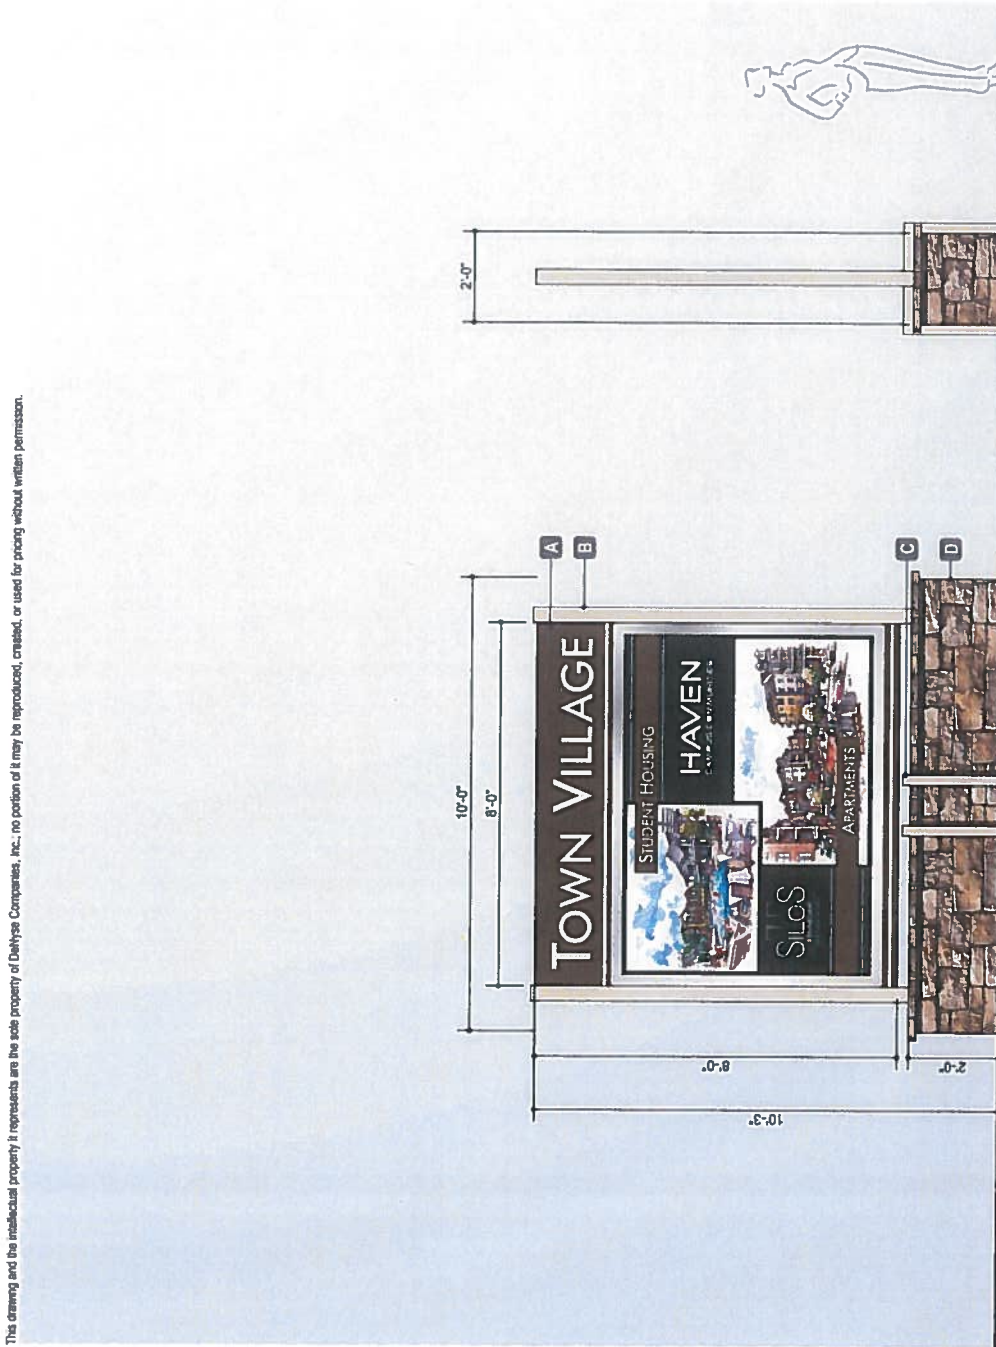 This drawing and the intellectual property it represents are the sole property of DeNyse Companies, Inc.; no portion of it may be reproduced, created, or used for pricing without written permission.
10'-0"
8'-0"
2'-0"
TOWN VILLAGE
A
B
STUDENT HOUSING
HAVEN
CAMPUS COMMUNITIES
SILOS
APARTMENTS
C
D
8'-0"
2'-0"
10'-3"